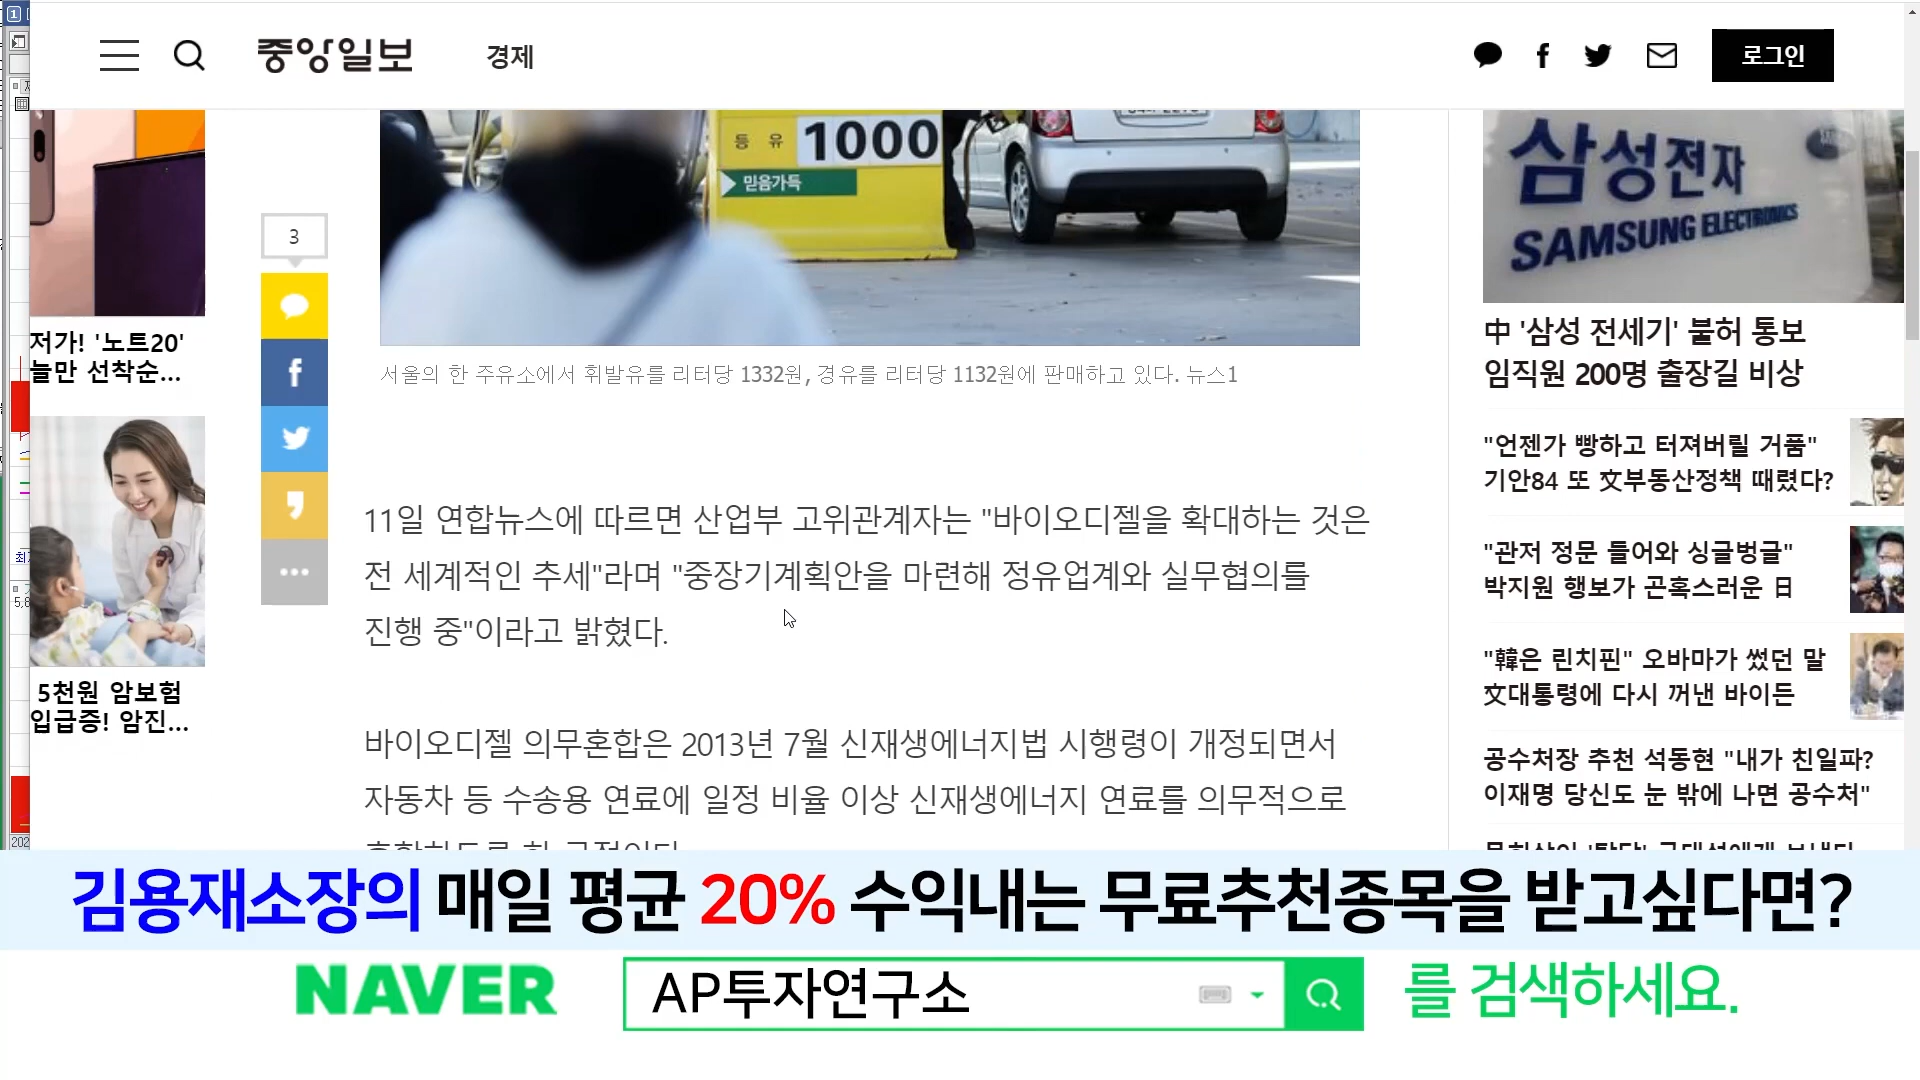 중앙일보
경제
로그인
등 유 1000
믿음가득
삼성전자
SAMSUNG ELECTRONICS
저가! '노트20'
늘만 선착순...
3
서울의 한 주유소에서 휘발유를 리터당 1332원, 경유를 리터당 1132원에 판매하고 있다. 뉴스1
中 '삼성 전세기' 불허 통보
임직원 200명 출장길 비상
"언젠가 빵하고 터져버릴 거품"
기안84 또 文부동산정책 때렸다?
11일 연합뉴스에 따르면 산업부 고위관계자는 "바이오디젤을 확대하는 것은
전 세계적인 추세"라며 "중장기계획안을 마련해 정유업계와 실무협의를
진행 중"이라고 밝혔다.
"관저 정문 들어와 싱글벙글"
박지원 행보가 곤혹스러운 日
"韓은 린치핀" 오바마가 썼던 말
文대통령에 다시 꺼낸 바이든
5천원 암보험
입급증! 암진...
바이오디젤 의무혼합은 2013년 7월 신재생에너지법 시행령이 개정되면서
자동차 등 수송용 연료에 일정 비율 이상 신재생에너지 연료를 의무적으로
공수처장 추천 석동현 "내가 친일파?
이재명 당신도 눈 밖에 나면 공수처"
김용재소장의 매일 평균 20% 수익내는 무료추천종목을 받고싶다면?
NAVER AP투자연구소 를 검색하세요.